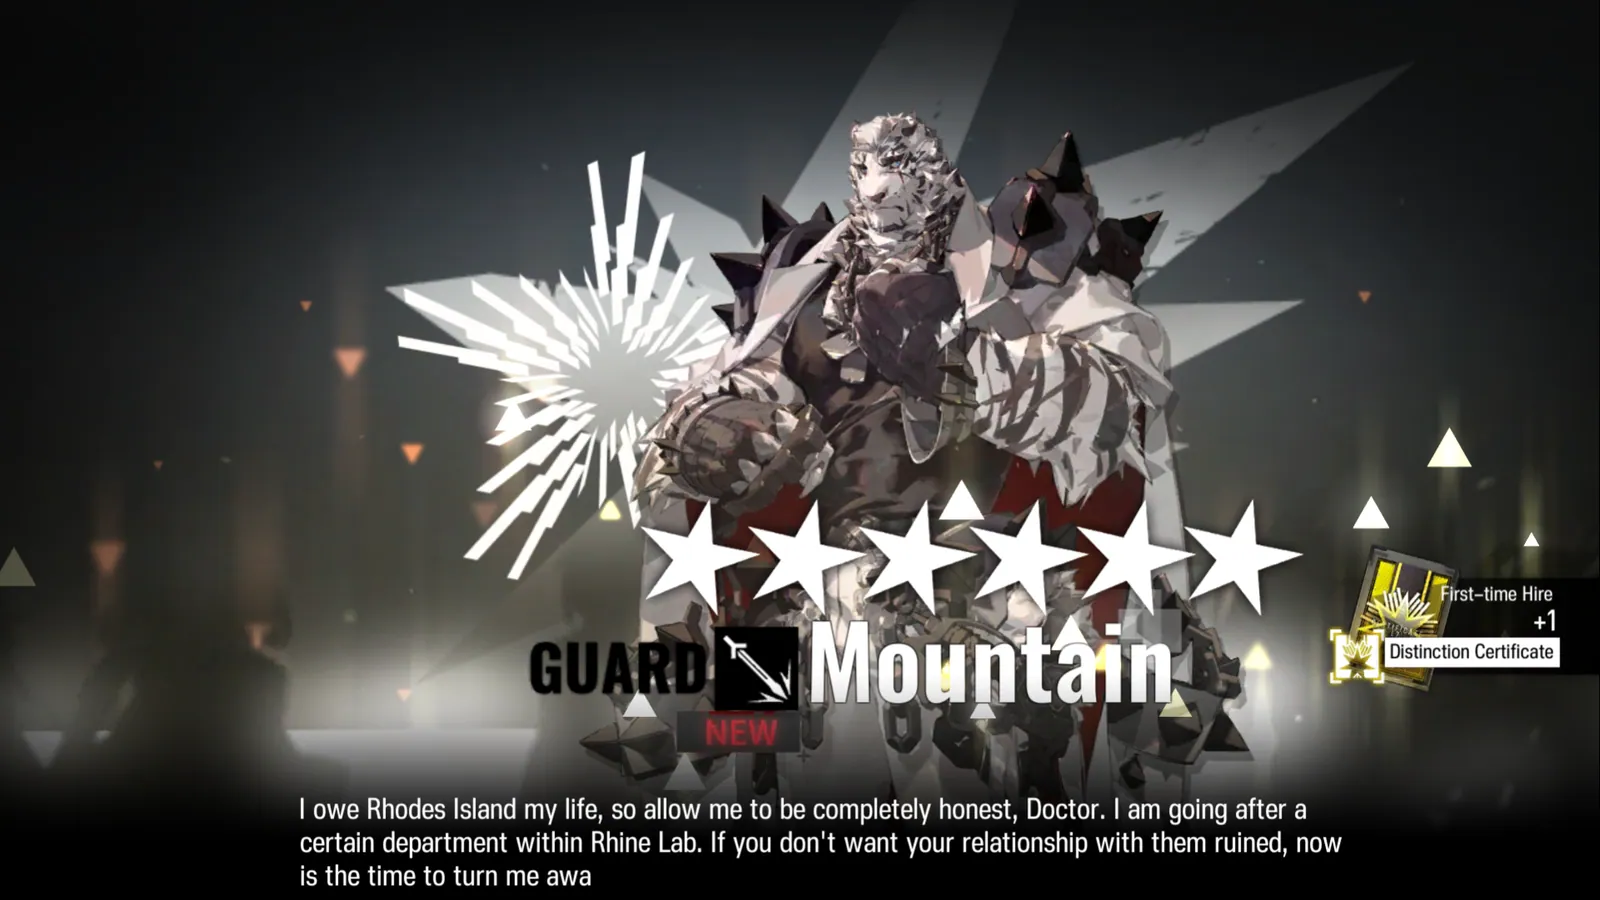 First-time Hire
+1
Distinction Certificate
GUARD Mountain
NEW
I owe Rhodes Island my life, so allow me to be completely honest, Doctor. I am going after a
certain department within Rhine Lab. If you don't want your relationship with them ruined, now
is the time to turn me awa